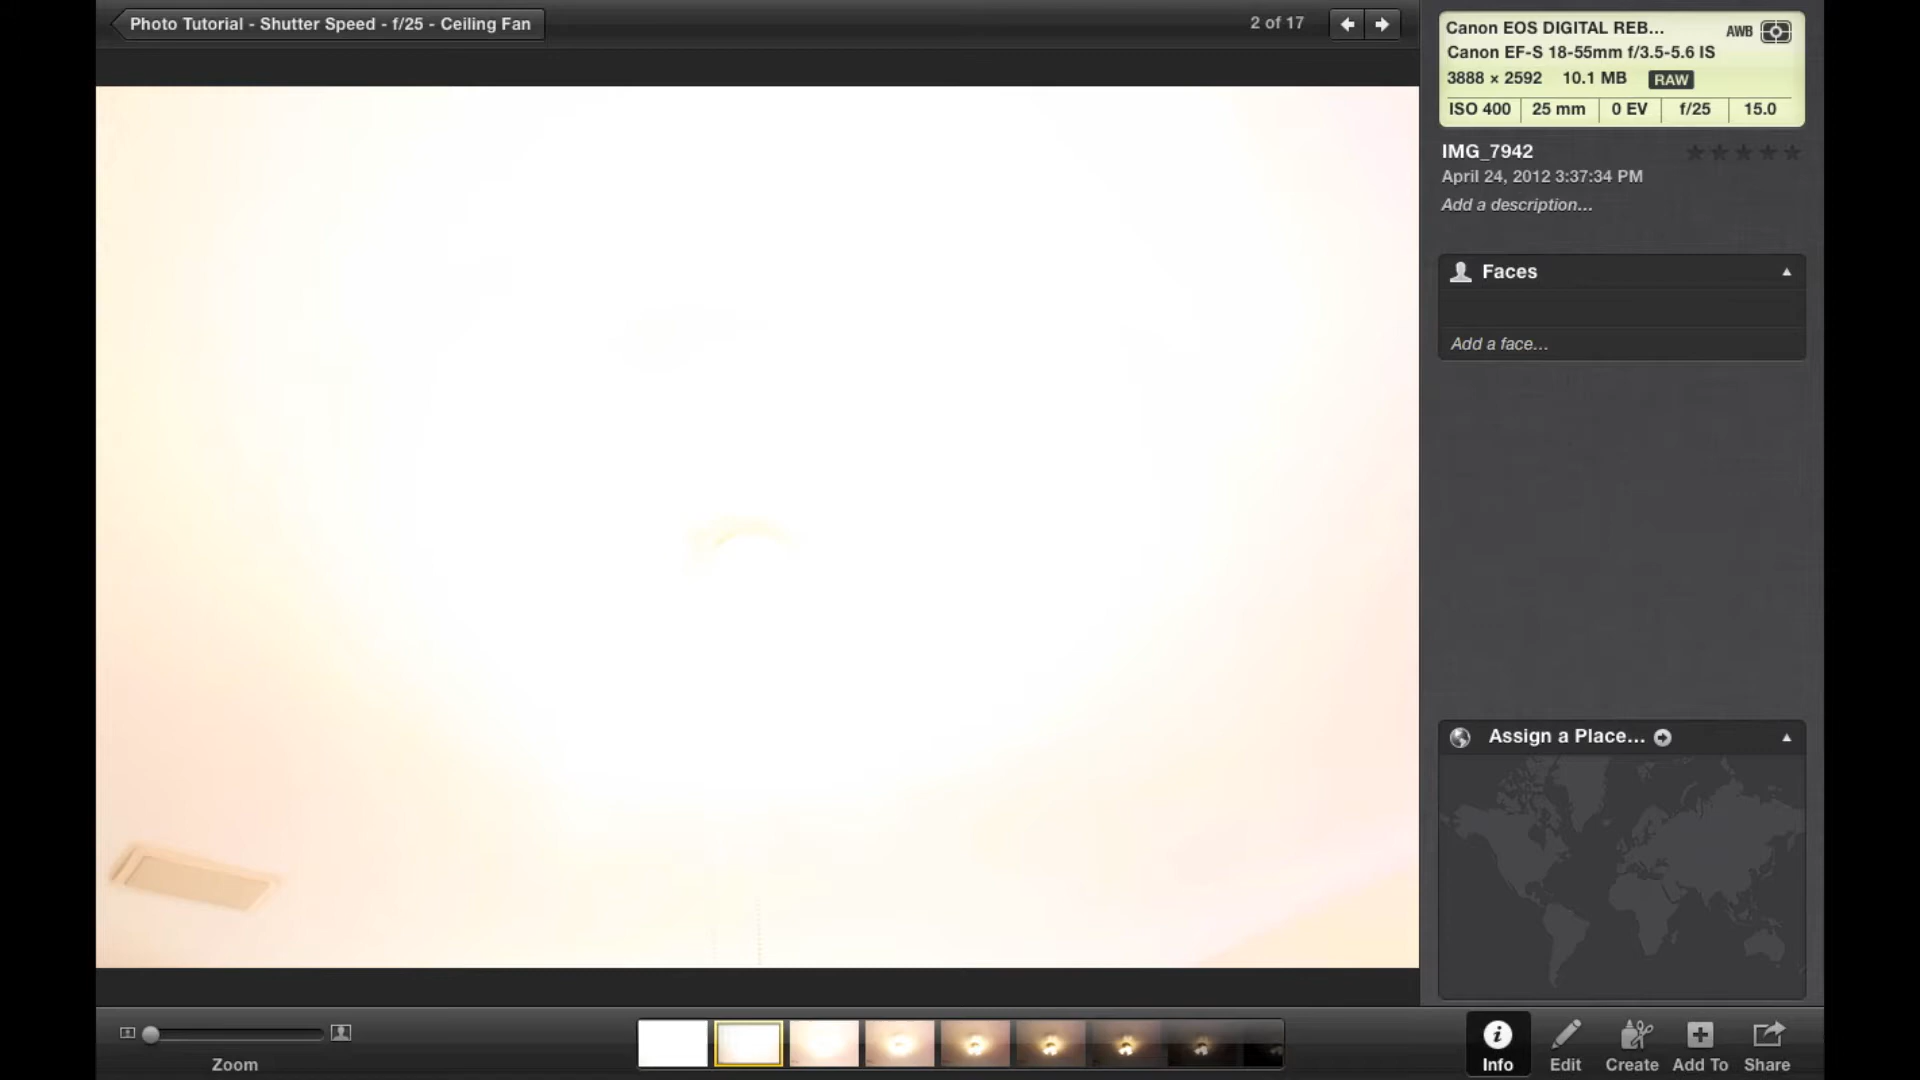 Photo Tutorial - Shutter Speed - f/25 - Ceiling Fan
2 of 17
Canon EOS DIGITAL REB...
AWB
Canon EF-S 18-55mm f/3.5-5.6 IS
3888 × 2592 10.1 MB RAW
ISO 400 25 mm 0 EV f/25 15.0
IMG_7942
April 24, 2012 3:37:34 PM
Add a description...
Faces
Add a face...
Assign a Place...
Zoom
Info Edit Create Add To Share